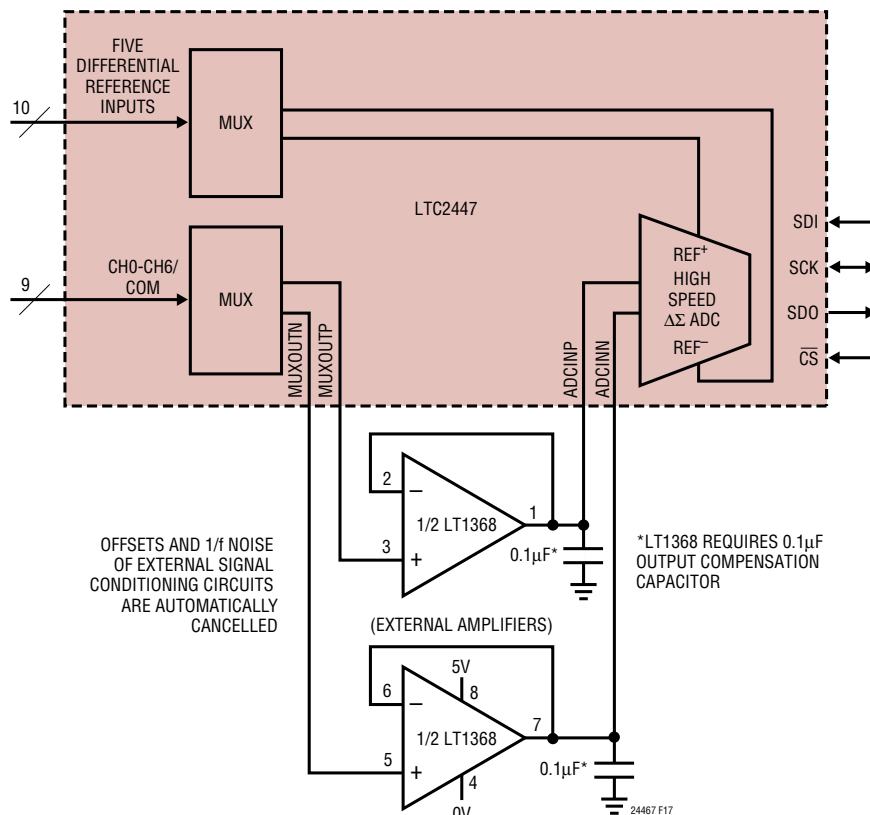 FIVE
DIFFERENTIAL
REFERENCE
INPUTS
10
MUX
LTC2447
SDI
REF+
HIGH
SPEED
ΔΣ ADC
REF−
SCK
SDO
CS
CH0-CH6/
COM
9
MUX
MUXOUTN
MUXOUTP
ADCINP
ADCINN
2
−
1/2 LT1368
1
3
+
0.1µF*
*LT1368 REQUIRES 0.1µF
OUTPUT COMPENSATION
CAPACITOR
OFFSETS AND 1/f NOISE
OF EXTERNAL SIGNAL
CONDITIONING CIRCUITS
ARE AUTOMATICALLY
CANCELLED
(EXTERNAL AMPLIFIERS)
5V
8
6
−
1/2 LT1368
7
5
+
4
0V
0.1µF*
24467 F17